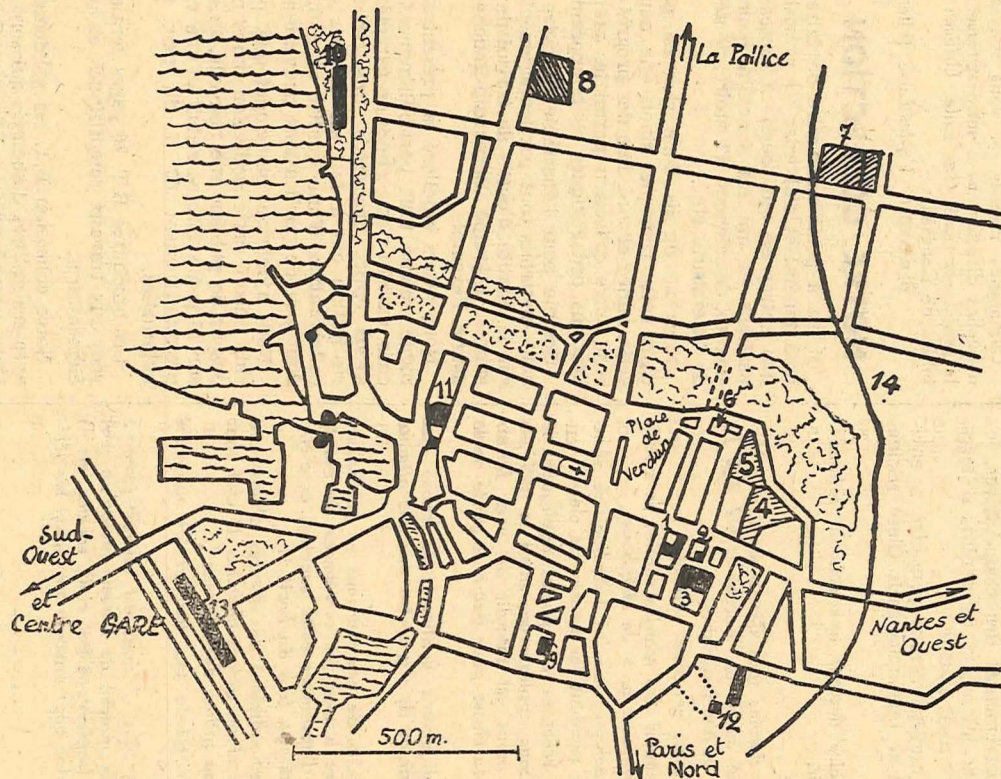 10
8
La Pallice
7
14
11
6
Place
de
Verdun
5
4
1
2
3
Sud-
Ouest
et
Centre
GARE
13
9
12
Nantes et
Ouest
500 m.
Paris et
Nord